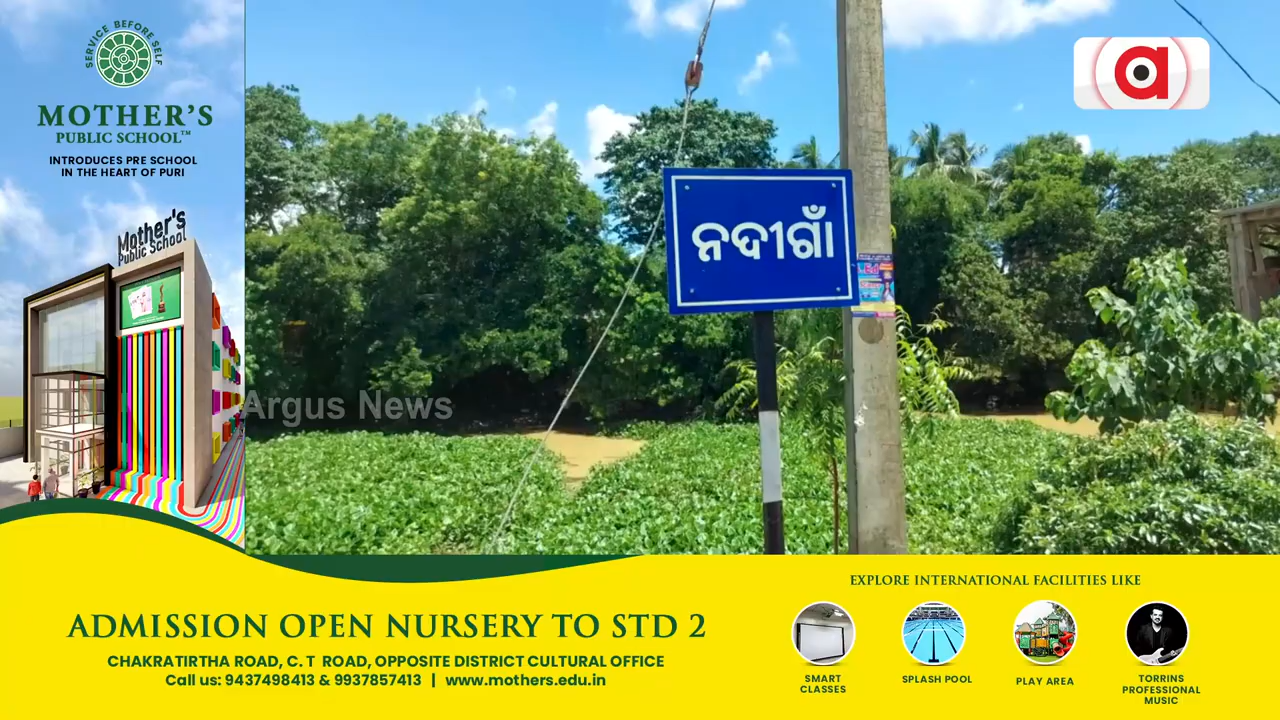 SERVICE BEFORE SELF
MOTHER'S
PUBLIC SCHOOL™
INTRODUCES PRE SCHOOL
IN THE HEART OF PURI
Mother's
Public School
a
ନଦୀଗାଁ
Argus News
ADMISSION OPEN NURSERY TO STD 2
CHAKRATIRTHA ROAD, C. T ROAD, OPPOSITE DISTRICT CULTURAL OFFICE
Call us: 9437498413 & 9937857413 | www.mothers.edu.in
EXPLORE INTERNATIONAL FACILITIES LIKE
SMART
CLASSES
SPLASH POOL
PLAY AREA
TORRINS
PROFESSIONAL
MUSIC